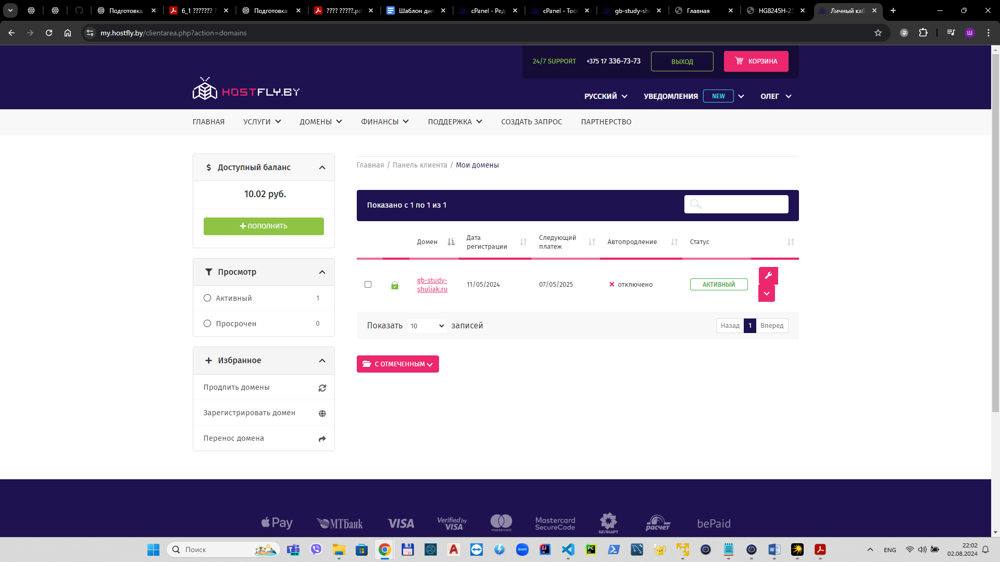 Подготовка
6_1 ??????? ?
Подготовка
???? ?????.pd
Шаблон дип
cPanel - Ред
cPanel - Tool
gb-study-sh
Главная
HG8245H-25
Личный каб
my.hostfly.by/clientarea.php?action=domains
Ш
24/7 SUPPORT
+375 17 336-73-73
ВЫХОД
КОРЗИНА
HOSTFLY.BY
РУССКИЙ
УВЕДОМЛЕНИЯ
NEW
ОЛЕГ
ГЛАВНАЯ
УСЛУГИ
ДОМЕНЫ
ФИНАНСЫ
ПОДДЕРЖКА
СОЗДАТЬ ЗАПРОС
ПАРТНЕРСТВО
$ Доступный баланс
10.02 руб.
ПОПОЛНИТЬ
Просмотр
Активный 1
Просрочен 0
Избранное
Продлить домены
Зарегистрировать домен
Перенос домена
Главная / Панель клиента / Мои домены
Показано с 1 по 1 из 1
Домен
Дата
регистрации
Следующий
платеж
Автопродление
Статус
gb-study-
shuliak.ru
11/05/2024
07/05/2025
отключено
АКТИВНЫЙ
Показать 10 записей
Назад 1 Вперед
С ОТМЕЧЕННЫМ
Pay
МТБанк
VISA
Verified by
VISA
mastercard.
Mastercard
SecureCode
БЕЛКАРТ
расчет
bePaid
Поиск
NEW
zoom
IJ
PC
ENG
22:02
02.08.2024